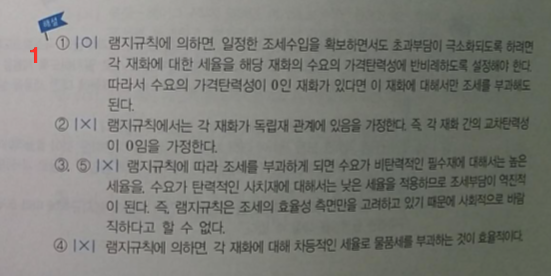 해설
1
① |O| 램지규칙에 의하면, 일정한 조세수입을 확보하면서도 초과부담이 극소화되도록 하려면
각 재화에 대한 세율을 해당 재화의 수요의 가격탄력성에 반비례하도록 설정해야 한다.
따라서 수요의 가격탄력성이 0인 재화가 있다면 이 재화에 대해서만 조세를 부과해도
된다.
② |×| 램지규칙에서는 각 재화가 독립재 관계에 있음을 가정한다. 즉, 각 재화 간의 교차탄력성
이 0임을 가정한다.
③, ⑤ |×| 램지규칙에 따라 조세를 부과하게 되면 수요가 비탄력적인 필수재에 대해서는 높은
세율을, 수요가 탄력적인 사치재에 대해서는 낮은 세율을 적용하므로 조세부담이 역진적
이 된다. 즉, 램지규칙은 조세의 효율성 측면만을 고려하고 있기 때문에 사회적으로 바람
직하다고 할 수 없다.
④ |×| 램지규칙에 의하면, 각 재화에 대해 차등적인 세율로 물품세를 부과하는 것이 효율적이다.